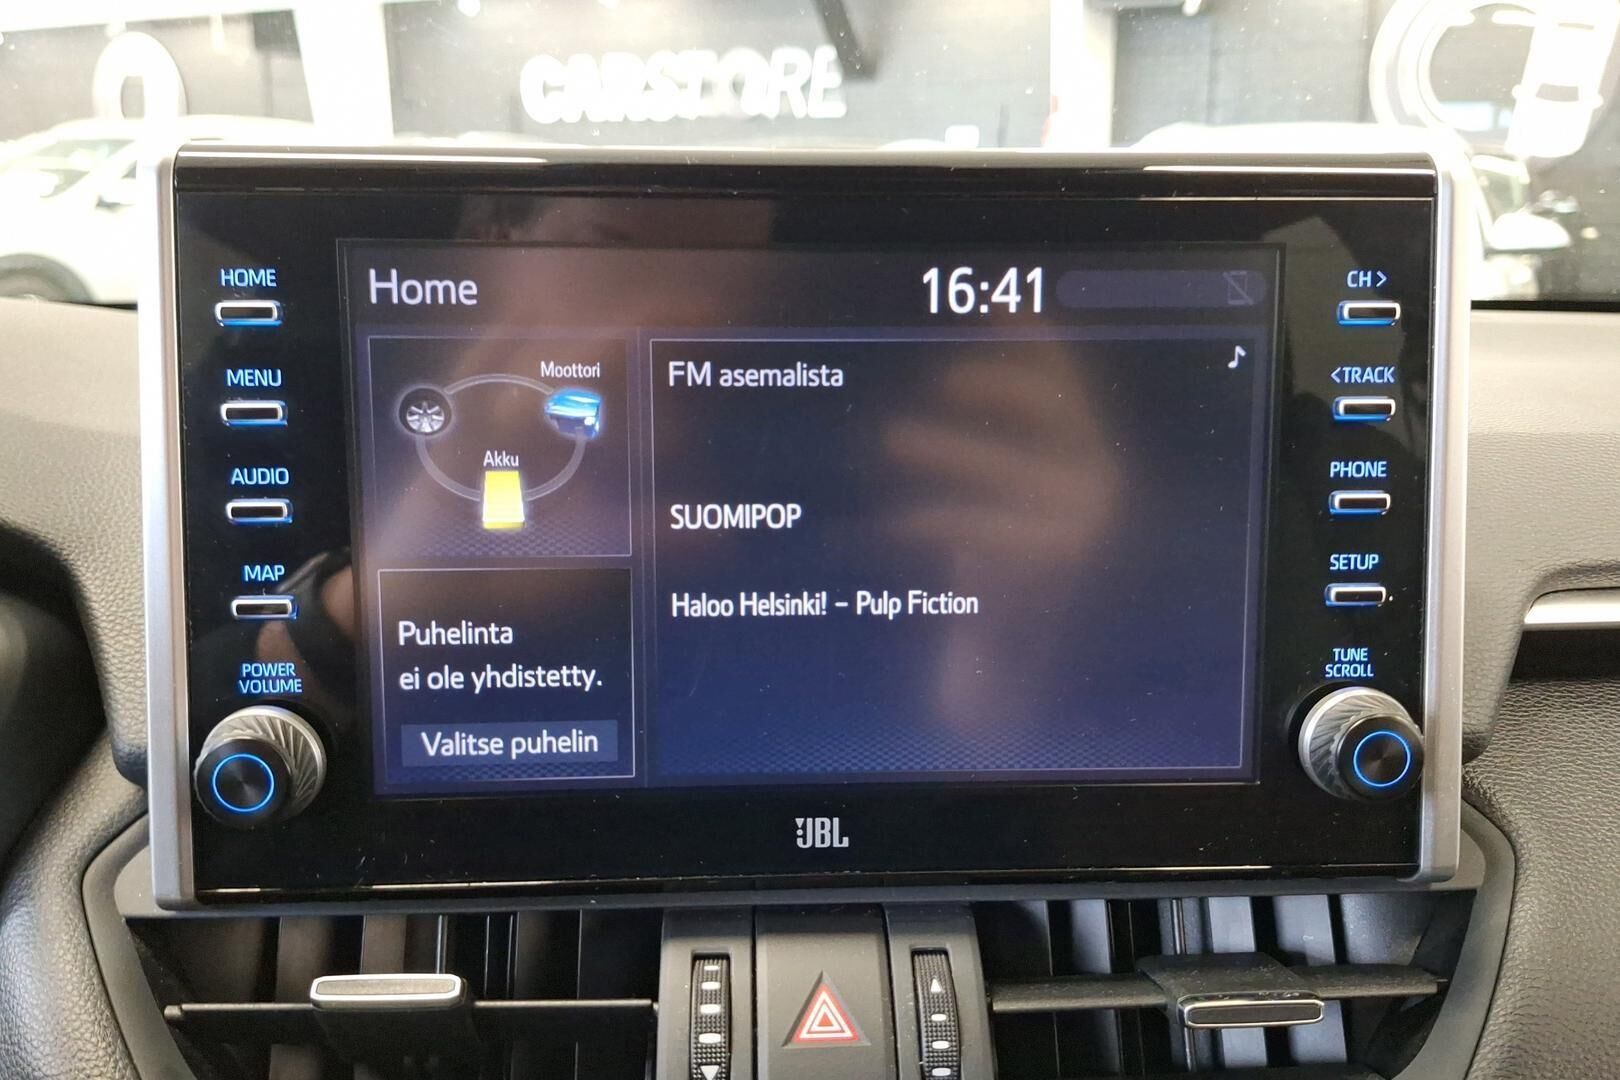 CARSTORE
HOME
MENU
AUDIO
MAP
POWER
VOLUME
Home
16:41
Moottori
Akku
Puhelinta
ei ole yhdistetty.
Valitse puhelin
FM asemalista
SUOMIPOP
Haloo Helsinki! – Pulp Fiction
CH >
<TRACK
PHONE
SETUP
TUNE
SCROLL
JBL